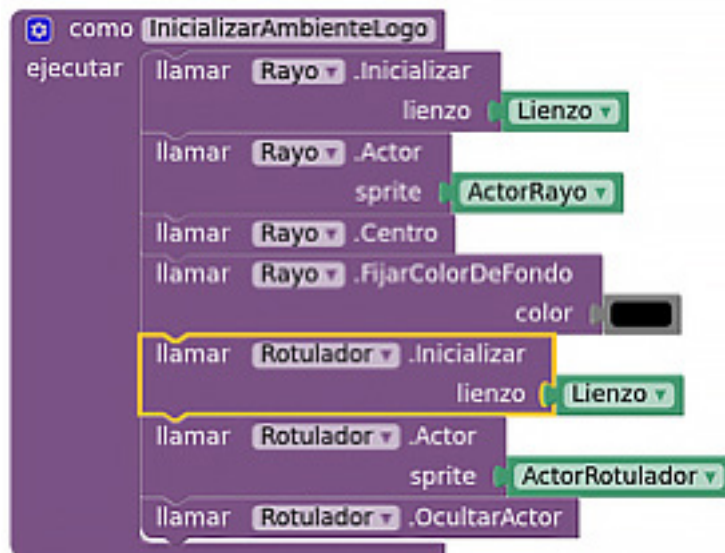 como InicializarAmbienteLogo
ejecutar llamar Rayo .Inicializar
lienzo Lienzo
llamar Rayo .Actor
sprite ActorRayo
llamar Rayo .Centro
llamar Rayo .FijarColorDeFondo
color
llamar Rotulador .Inicializar
lienzo Lienzo
llamar Rotulador .Actor
sprite ActorRotulador
llamar Rotulador .OcultarActor